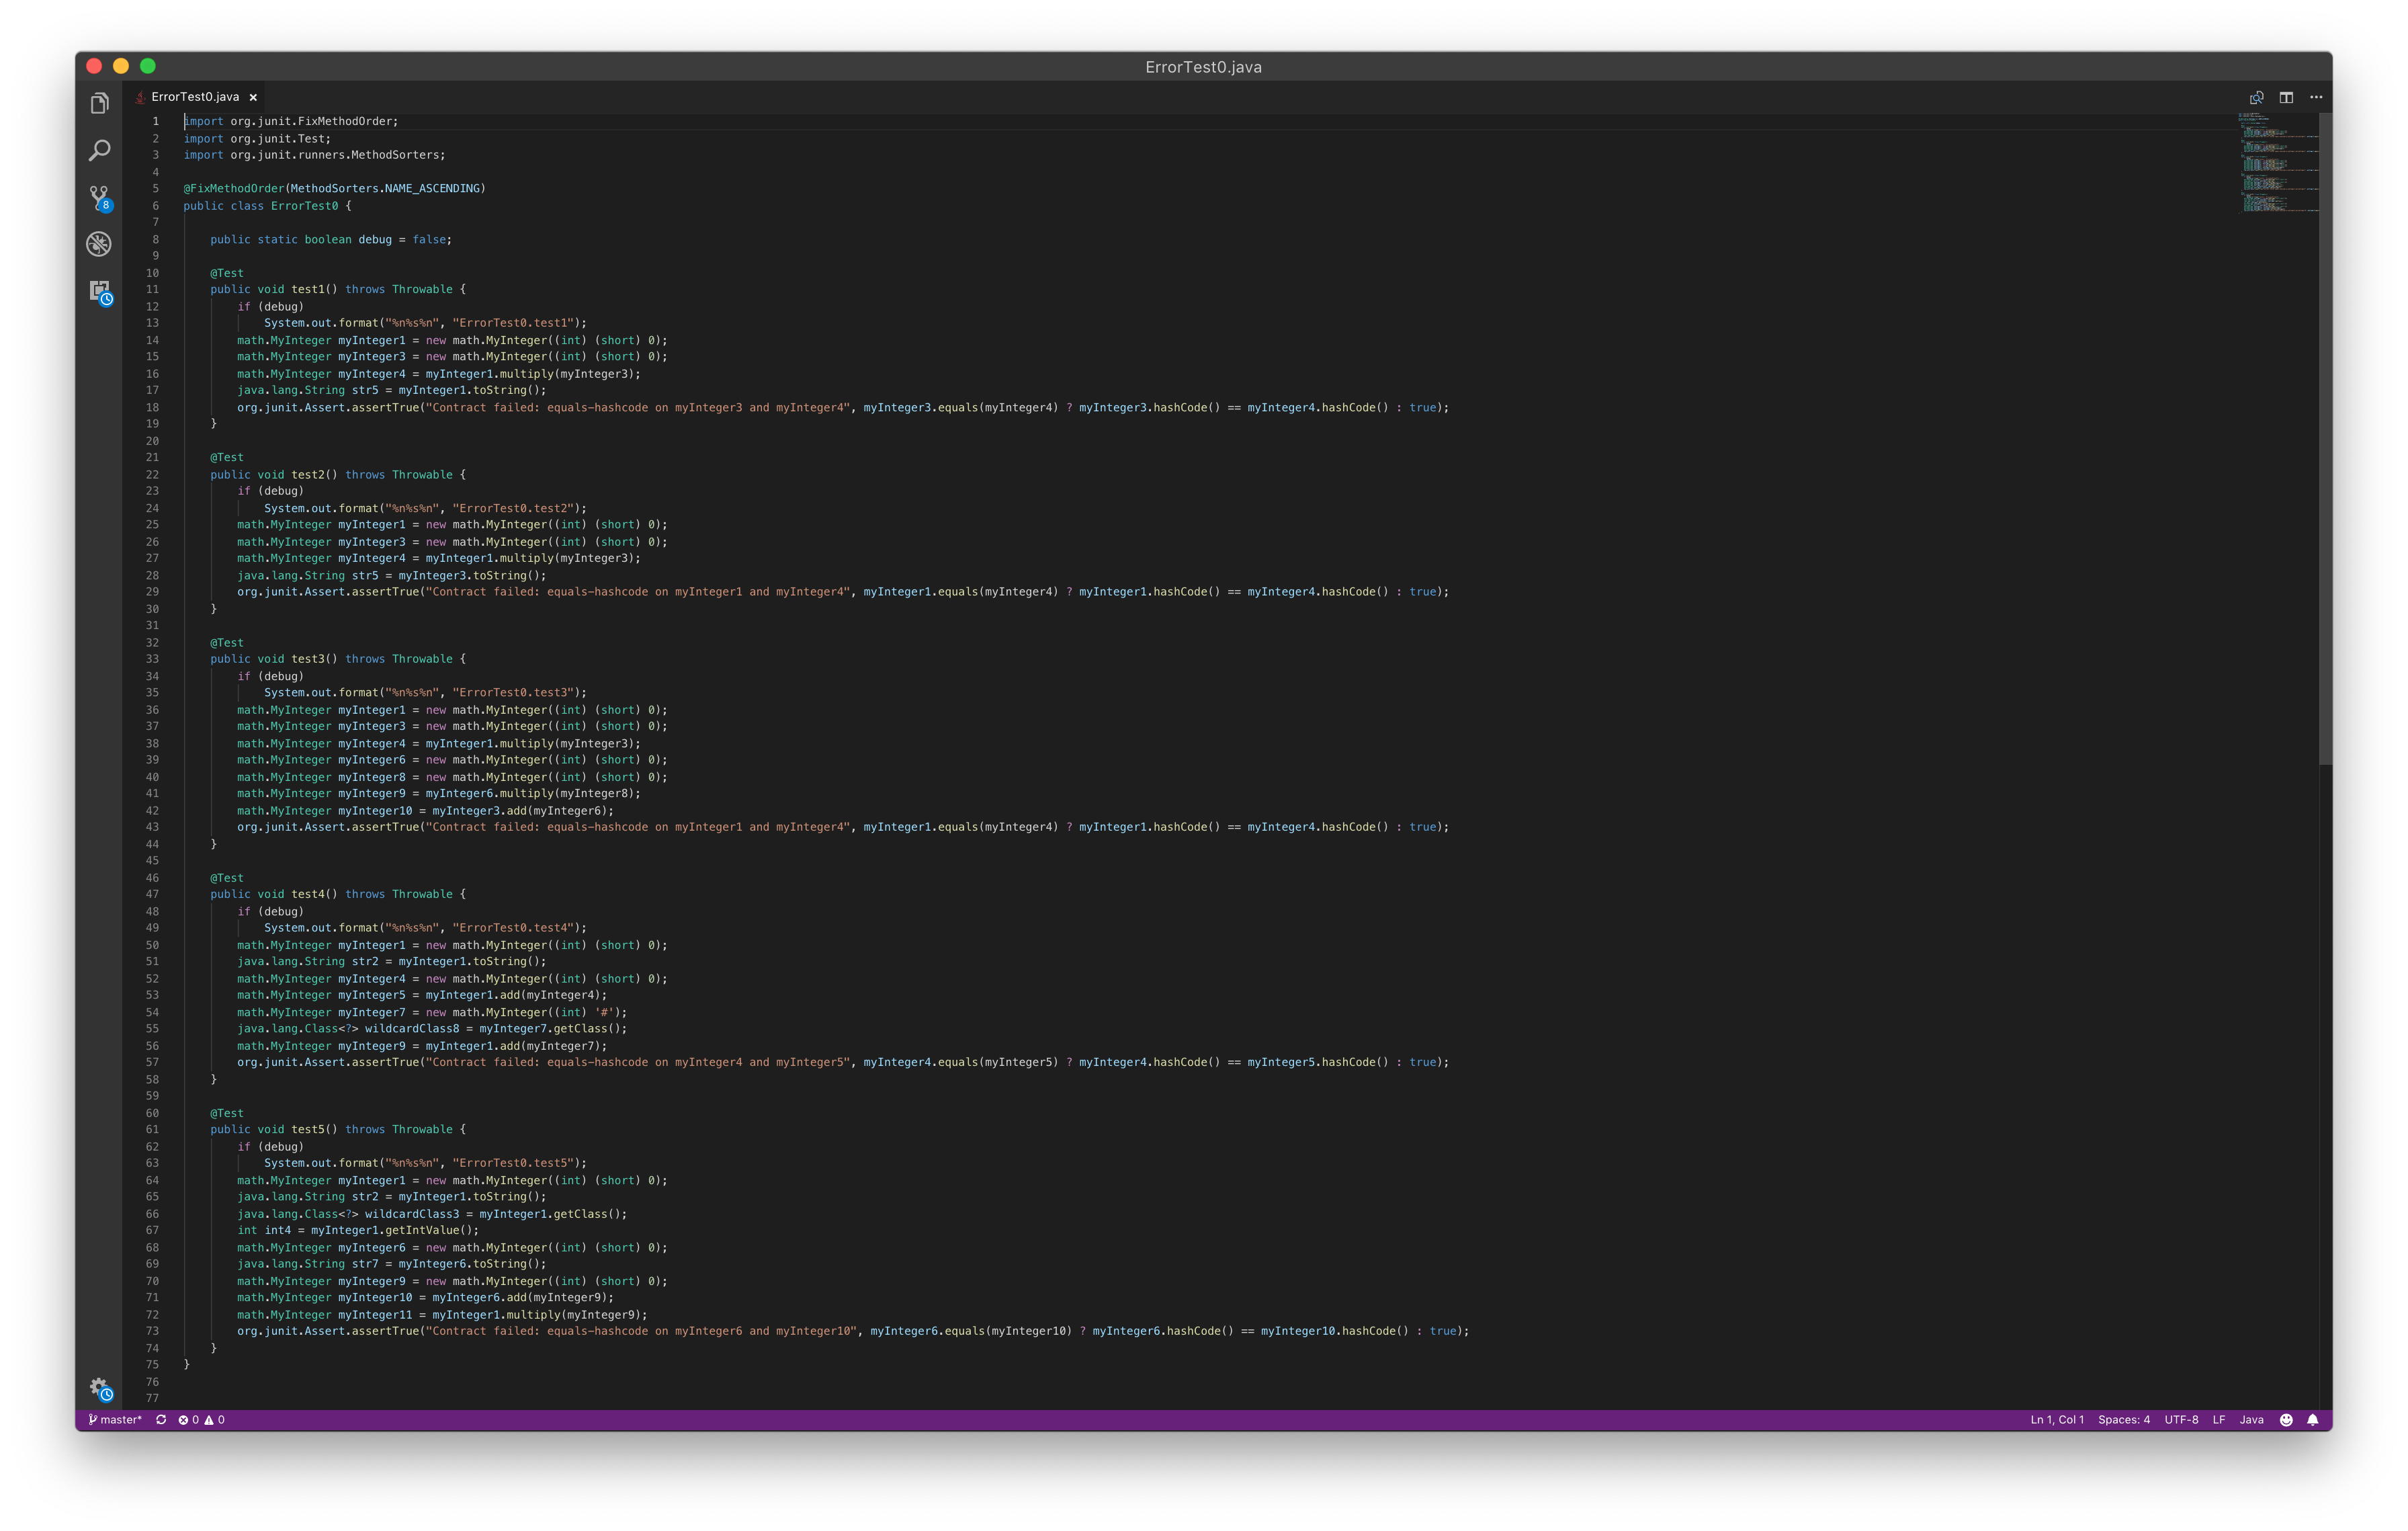 ErrorTest0.java
ErrorTest0.java
8
1 import org.junit.FixMethodOrder;
2 import org.junit.Test;
3 import org.junit.runners.MethodSorters;
4
5 @FixMethodOrder(MethodSorters.NAME_ASCENDING)
6 public class ErrorTest0 {
7
8 public static boolean debug = false;
9
10 @Test
11 public void test1() throws Throwable {
12 if (debug)
13 System.out.format("%n%s%n", "ErrorTest0.test1");
14 math.MyInteger myInteger1 = new math.MyInteger((int) (short) 0);
15 math.MyInteger myInteger3 = new math.MyInteger((int) (short) 0);
16 math.MyInteger myInteger4 = myInteger1.multiply(myInteger3);
17 java.lang.String str5 = myInteger1.toString();
18 org.junit.Assert.assertTrue("Contract failed: equals-hashcode on myInteger3 and myInteger4", myInteger3.equals(myInteger4) ? myInteger3.hashCode() == myInteger4.hashCode() : true);
19 }
20
21 @Test
22 public void test2() throws Throwable {
23 if (debug)
24 System.out.format("%n%s%n", "ErrorTest0.test2");
25 math.MyInteger myInteger1 = new math.MyInteger((int) (short) 0);
26 math.MyInteger myInteger3 = new math.MyInteger((int) (short) 0);
27 math.MyInteger myInteger4 = myInteger1.multiply(myInteger3);
28 java.lang.String str5 = myInteger3.toString();
29 org.junit.Assert.assertTrue("Contract failed: equals-hashcode on myInteger1 and myInteger4", myInteger1.equals(myInteger4) ? myInteger1.hashCode() == myInteger4.hashCode() : true);
30 }
31
32 @Test
33 public void test3() throws Throwable {
34 if (debug)
35 System.out.format("%n%s%n", "ErrorTest0.test3");
36 math.MyInteger myInteger1 = new math.MyInteger((int) (short) 0);
37 math.MyInteger myInteger3 = new math.MyInteger((int) (short) 0);
38 math.MyInteger myInteger4 = myInteger1.multiply(myInteger3);
39 math.MyInteger myInteger6 = new math.MyInteger((int) (short) 0);
40 math.MyInteger myInteger8 = new math.MyInteger((int) (short) 0);
41 math.MyInteger myInteger9 = myInteger6.multiply(myInteger8);
42 math.MyInteger myInteger10 = myInteger3.add(myInteger6);
43 org.junit.Assert.assertTrue("Contract failed: equals-hashcode on myInteger1 and myInteger4", myInteger1.equals(myInteger4) ? myInteger1.hashCode() == myInteger4.hashCode() : true);
44 }
45
46 @Test
47 public void test4() throws Throwable {
48 if (debug)
49 System.out.format("%n%s%n", "ErrorTest0.test4");
50 math.MyInteger myInteger1 = new math.MyInteger((int) (short) 0);
51 java.lang.String str2 = myInteger1.toString();
52 math.MyInteger myInteger4 = new math.MyInteger((int) (short) 0);
53 math.MyInteger myInteger5 = myInteger1.add(myInteger4);
54 math.MyInteger myInteger7 = new math.MyInteger((int) '#');
55 java.lang.Class<?> wildcardClass8 = myInteger7.getClass();
56 math.MyInteger myInteger9 = myInteger1.add(myInteger7);
57 org.junit.Assert.assertTrue("Contract failed: equals-hashcode on myInteger4 and myInteger5", myInteger4.equals(myInteger5) ? myInteger4.hashCode() == myInteger5.hashCode() : true);
58 }
59
60 @Test
61 public void test5() throws Throwable {
62 if (debug)
63 System.out.format("%n%s%n", "ErrorTest0.test5");
64 math.MyInteger myInteger1 = new math.MyInteger((int) (short) 0);
65 java.lang.String str2 = myInteger1.toString();
66 java.lang.Class<?> wildcardClass3 = myInteger1.getClass();
67 int int4 = myInteger1.getIntValue();
68 math.MyInteger myInteger6 = new math.MyInteger((int) (short) 0);
69 java.lang.String str7 = myInteger6.toString();
70 math.MyInteger myInteger9 = new math.MyInteger((int) (short) 0);
71 math.MyInteger myInteger10 = myInteger6.add(myInteger9);
72 math.MyInteger myInteger11 = myInteger1.multiply(myInteger9);
73 org.junit.Assert.assertTrue("Contract failed: equals-hashcode on myInteger6 and myInteger10", myInteger6.equals(myInteger10) ? myInteger6.hashCode() == myInteger10.hashCode() : true);
74 }
75 }
76
77
master* 0 0 Ln 1, Col 1 Spaces: 4 UTF-8 LF Java